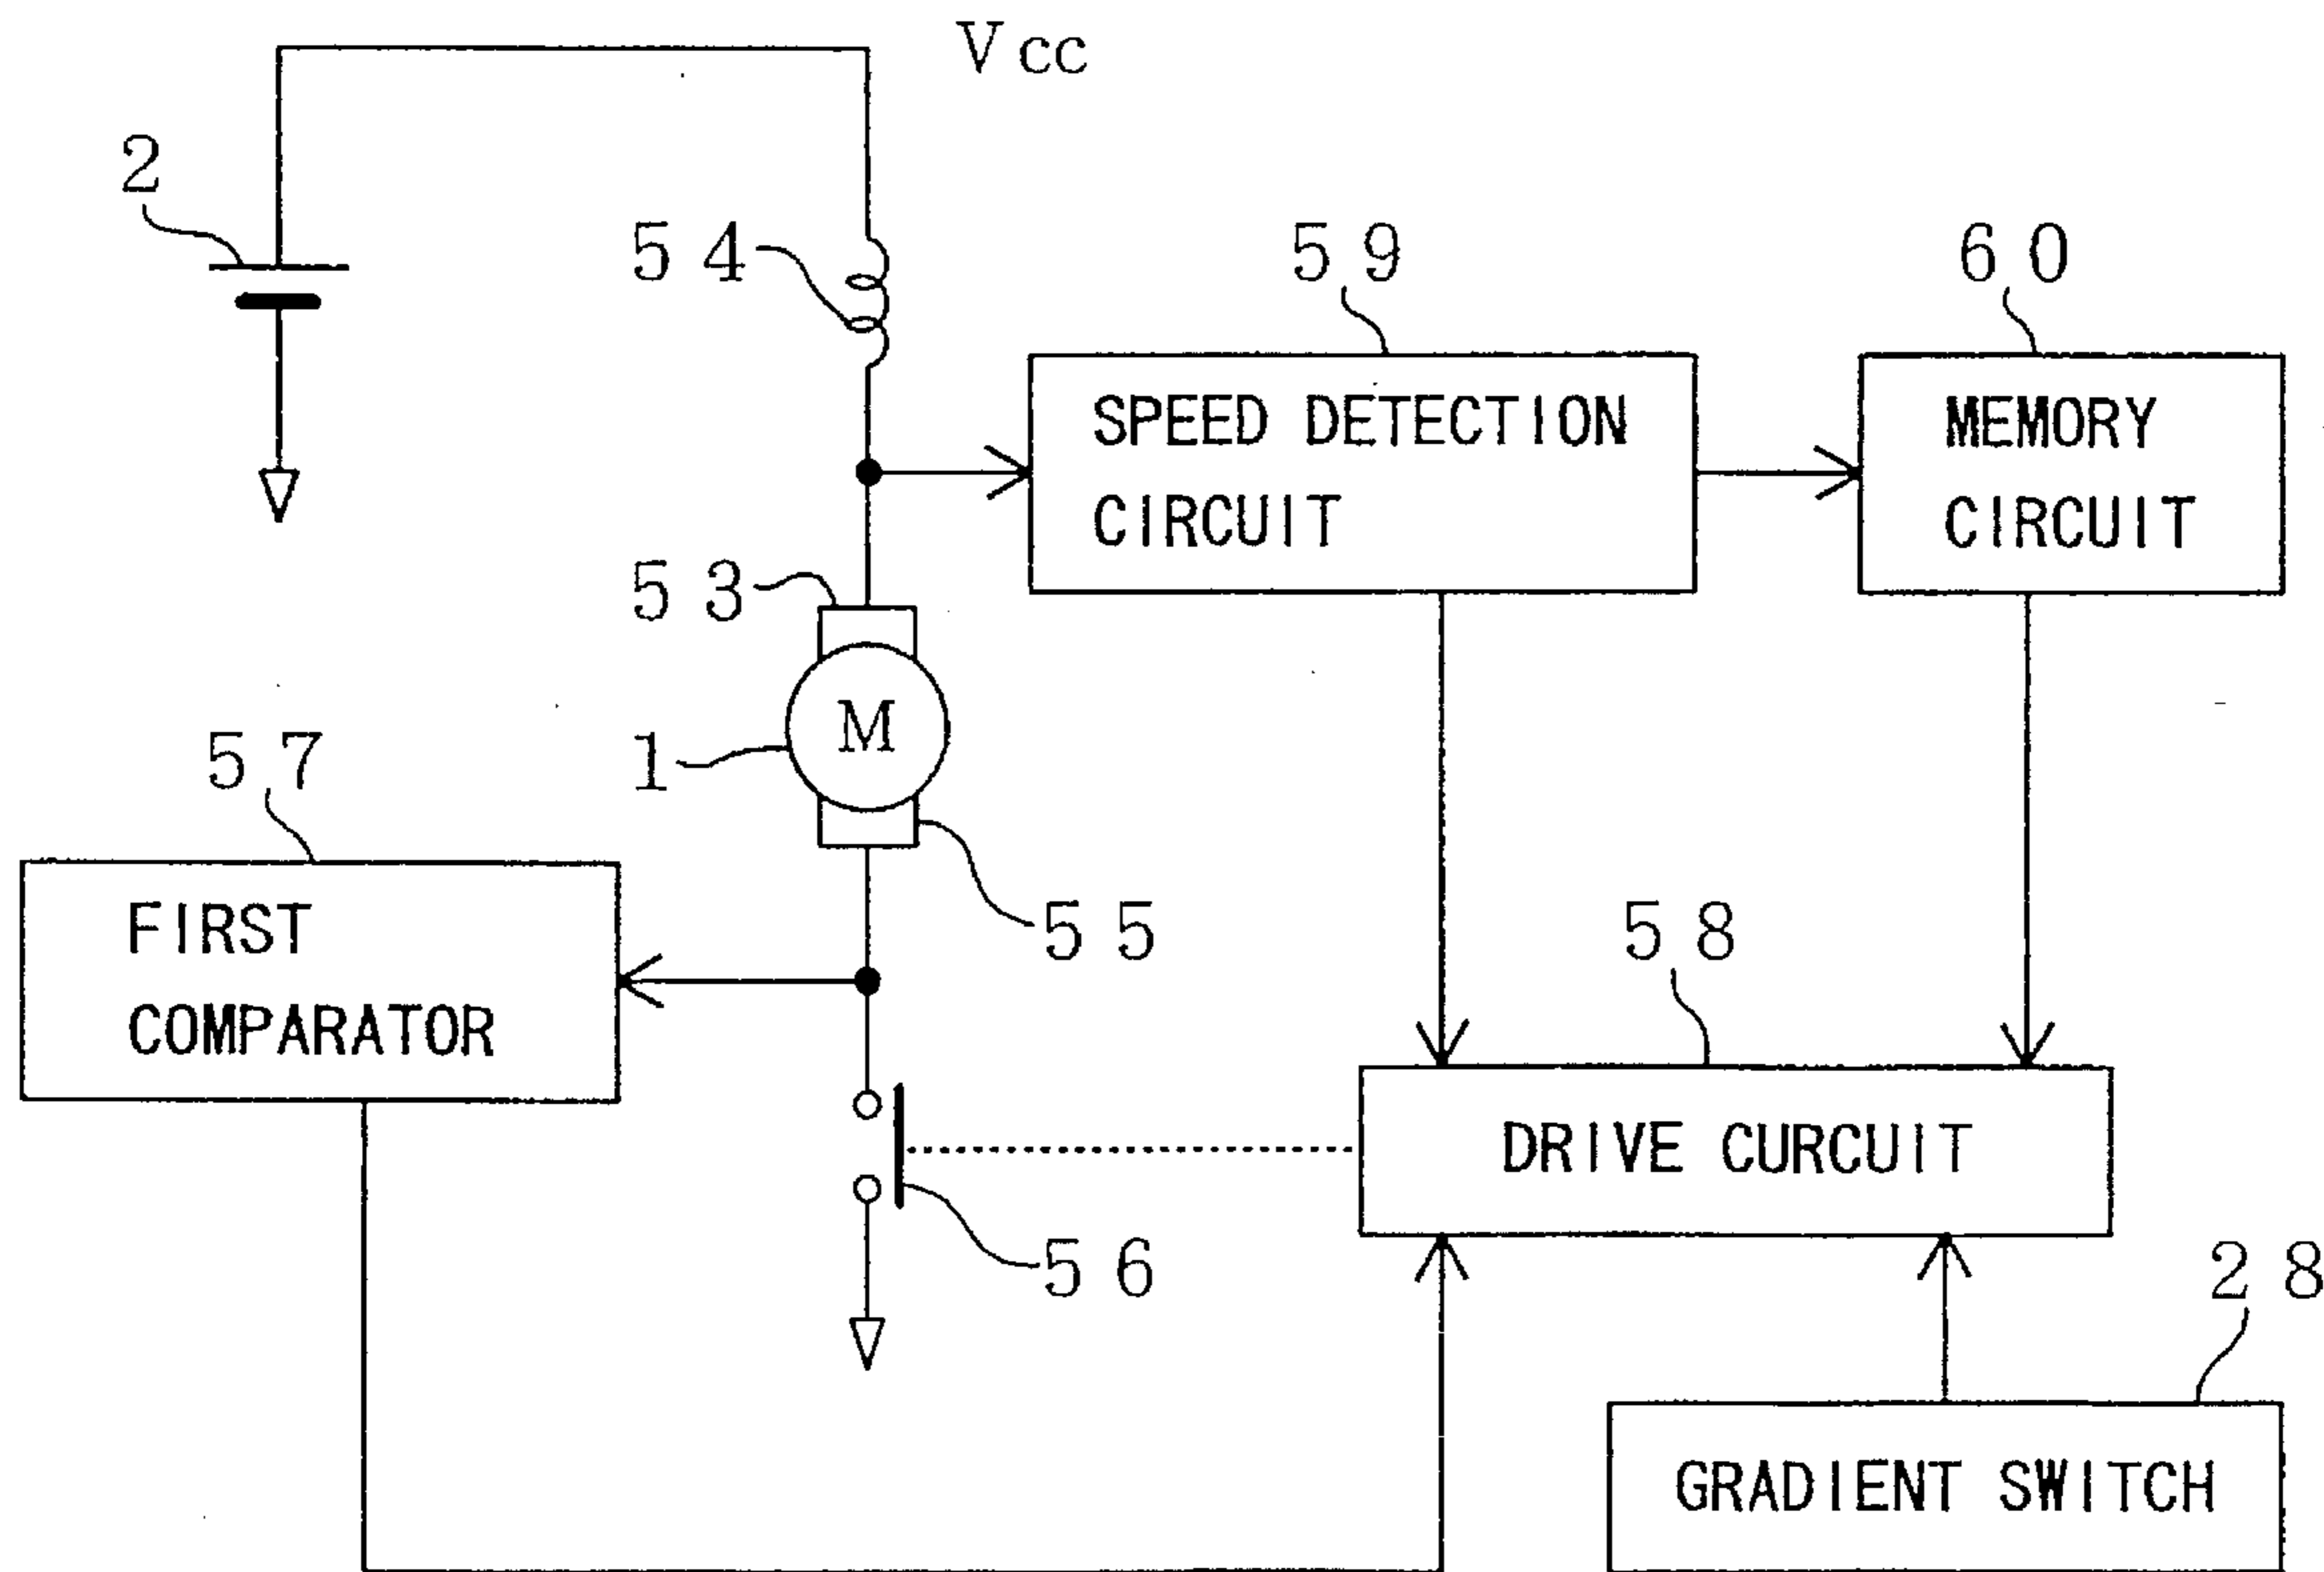 Vcc
2
54
59
60
SPEED DETECTION
CIRCUIT
MEMORY
CIRCUIT
53
M
1
57
55
58
FIRST
COMPARATOR
DRIVE CURCUIT
56
28
GRADIENT SWITCH